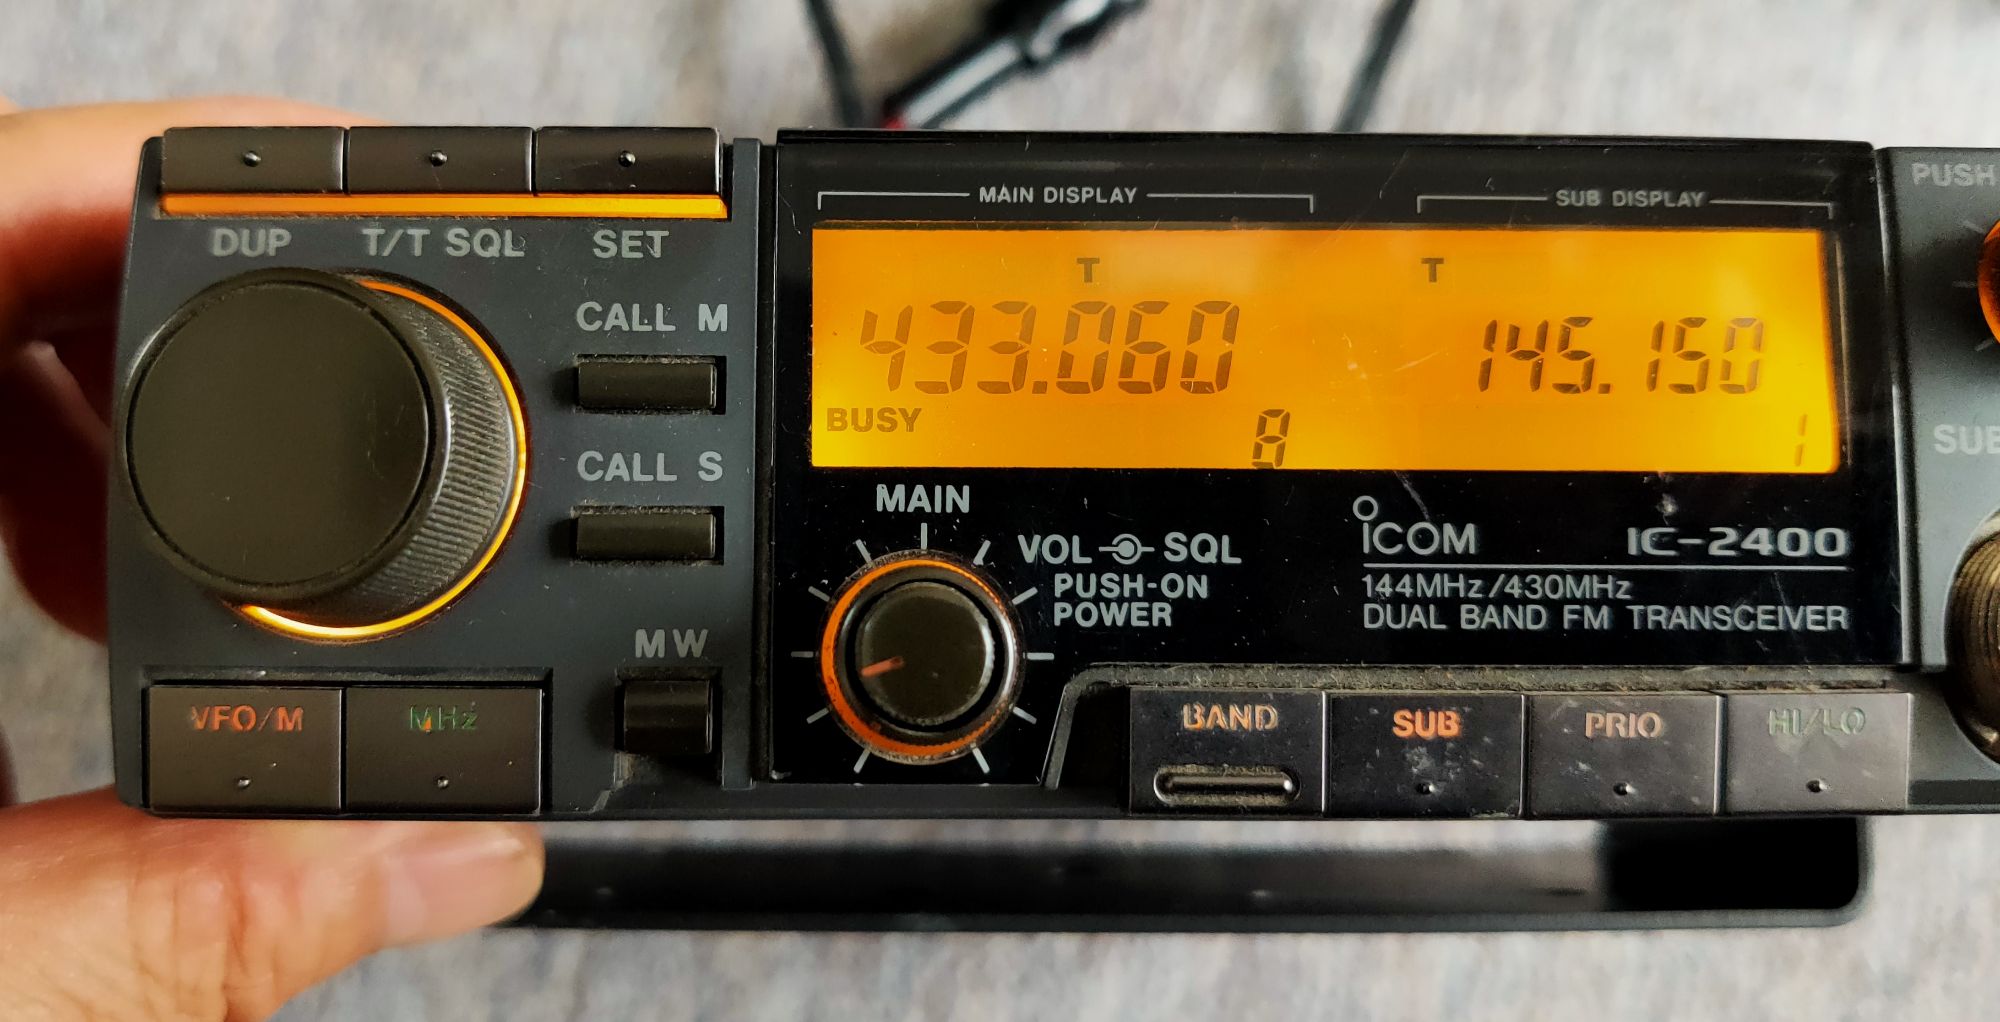 MAIN DISPLAY
SUB DISPLAY
PUSH
DUP T/T SQL SET
T
T
433.060
145.150
BUSY
8
1
CALL M
CALL S
MW
VFO/M
MHz
MAIN
VOL SQL
PUSH-ON
POWER
ICOM
IC-2400
144MHz/430MHz
DUAL BAND FM TRANSCEIVER
SUB
BAND
SUB
PRIO
HI/LO